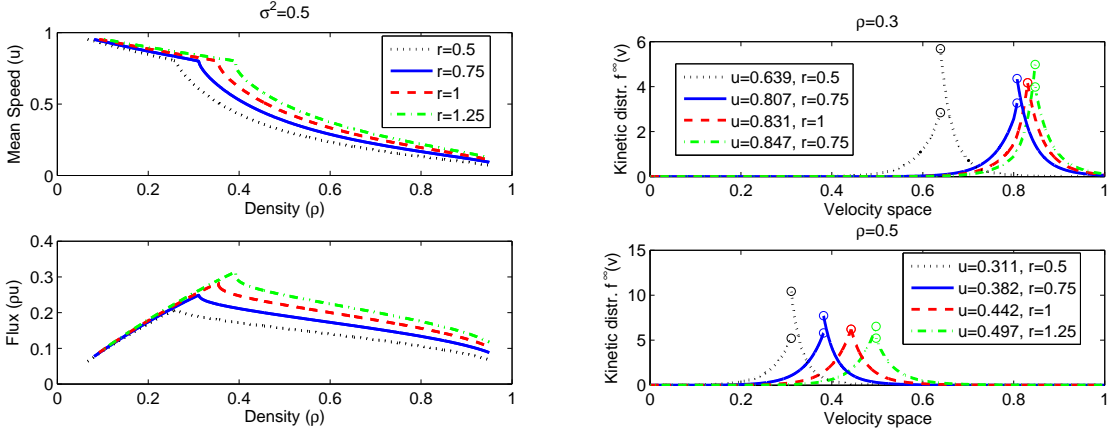 σ²=0.5
Mean Speed (u)
1
0.5
0
r=0.5
r=0.75
r=1
r=1.25
0 0.2 0.4 0.6 0.8 1
Density (ρ)
Flux (ρu)
0.4
0.3
0.2
0.1
0
0 0.2 0.4 0.6 0.8 1
Density (ρ)
ρ=0.3
Kinetic distr. f^∞(v)
6
4
2
0
u=0.639, r=0.5
u=0.807, r=0.75
u=0.831, r=1
u=0.847, r=0.75
0 0.2 0.4 0.6 0.8 1
Velocity space
ρ=0.5
Kinetic distr. f^∞(v)
15
10
5
0
u=0.311, r=0.5
u=0.382, r=0.75
u=0.442, r=1
u=0.497, r=1.25
0 0.2 0.4 0.6 0.8 1
Velocity space